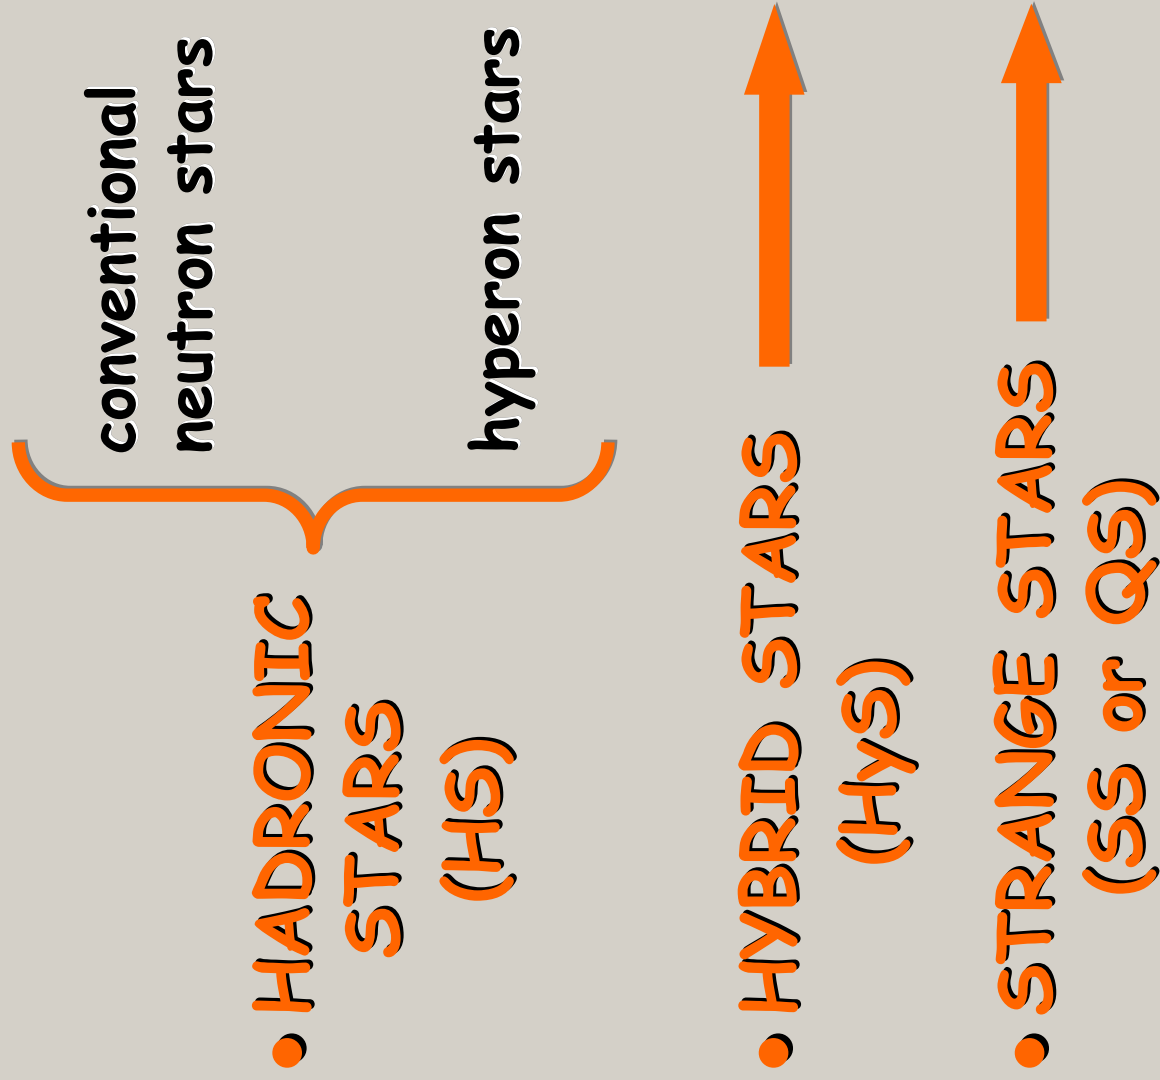 • HADRONIC
STARS
(HS)
conventional
neutron stars
hyperon stars
• HYBRID STARS
(HyS)
• STRANGE STARS
(SS or QS)